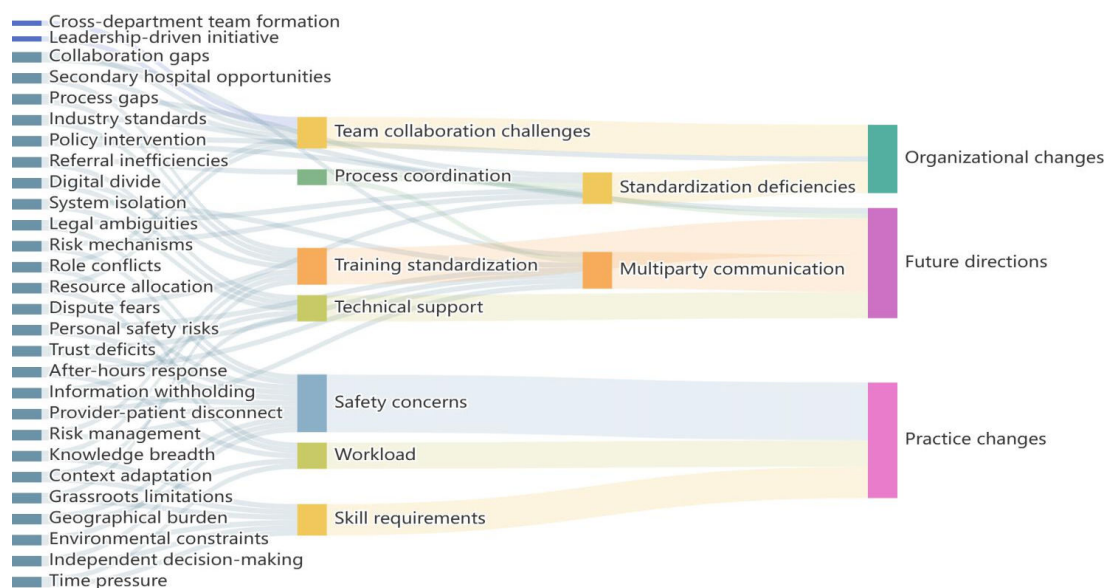 Cross-department team formation
Leadership-driven initiative
Collaboration gaps
Secondary hospital opportunities
Process gaps
Industry standards
Policy intervention
Referral inefficiencies
Digital divide
System isolation
Legal ambiguities
Risk mechanisms
Role conflicts
Resource allocation
Dispute fears
Personal safety risks
Trust deficits
After-hours response
Information withholding
Provider-patient disconnect
Risk management
Knowledge breadth
Context adaptation
Grassroots limitations
Geographical burden
Environmental constraints
Independent decision-making
Time pressure
Team collaboration challenges
Process coordination
Training standardization
Technical support
Safety concerns
Workload
Skill requirements
Standardization deficiencies
Multiparty communication
Organizational changes
Future directions
Practice changes